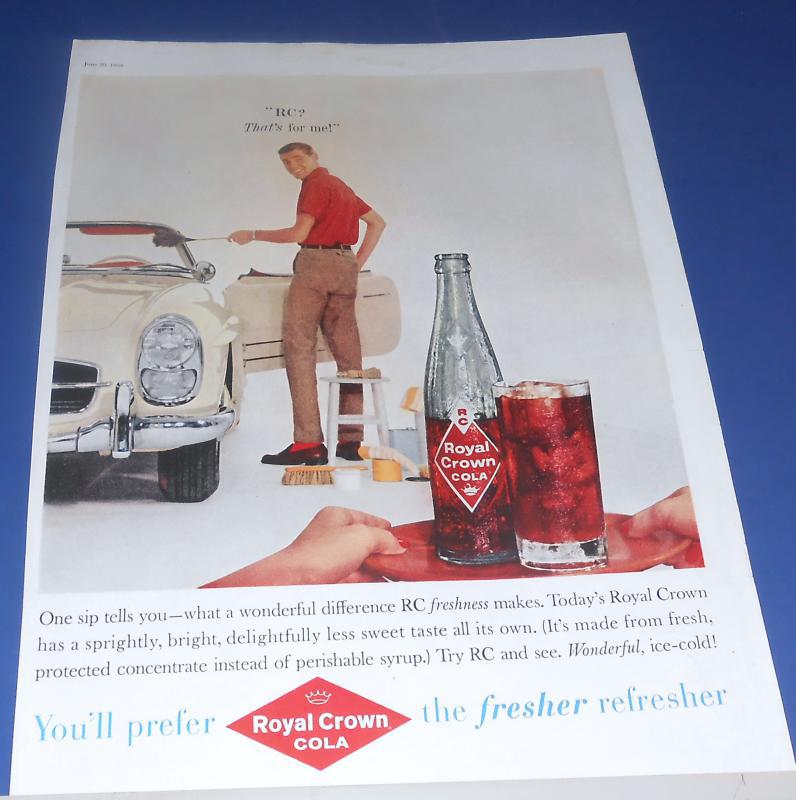 June 20, 1959
"RC?
That's for me!"
RC
Royal
Crown
COLA
One sip tells you—what a wonderful difference RC freshness makes. Today's Royal Crown
has a sprightly, bright, delightfully less sweet taste all its own. (It's made from fresh,
protected concentrate instead of perishable syrup.) Try RC and see. Wonderful, ice-cold!
You'll prefer Royal Crown COLA the fresher refresher